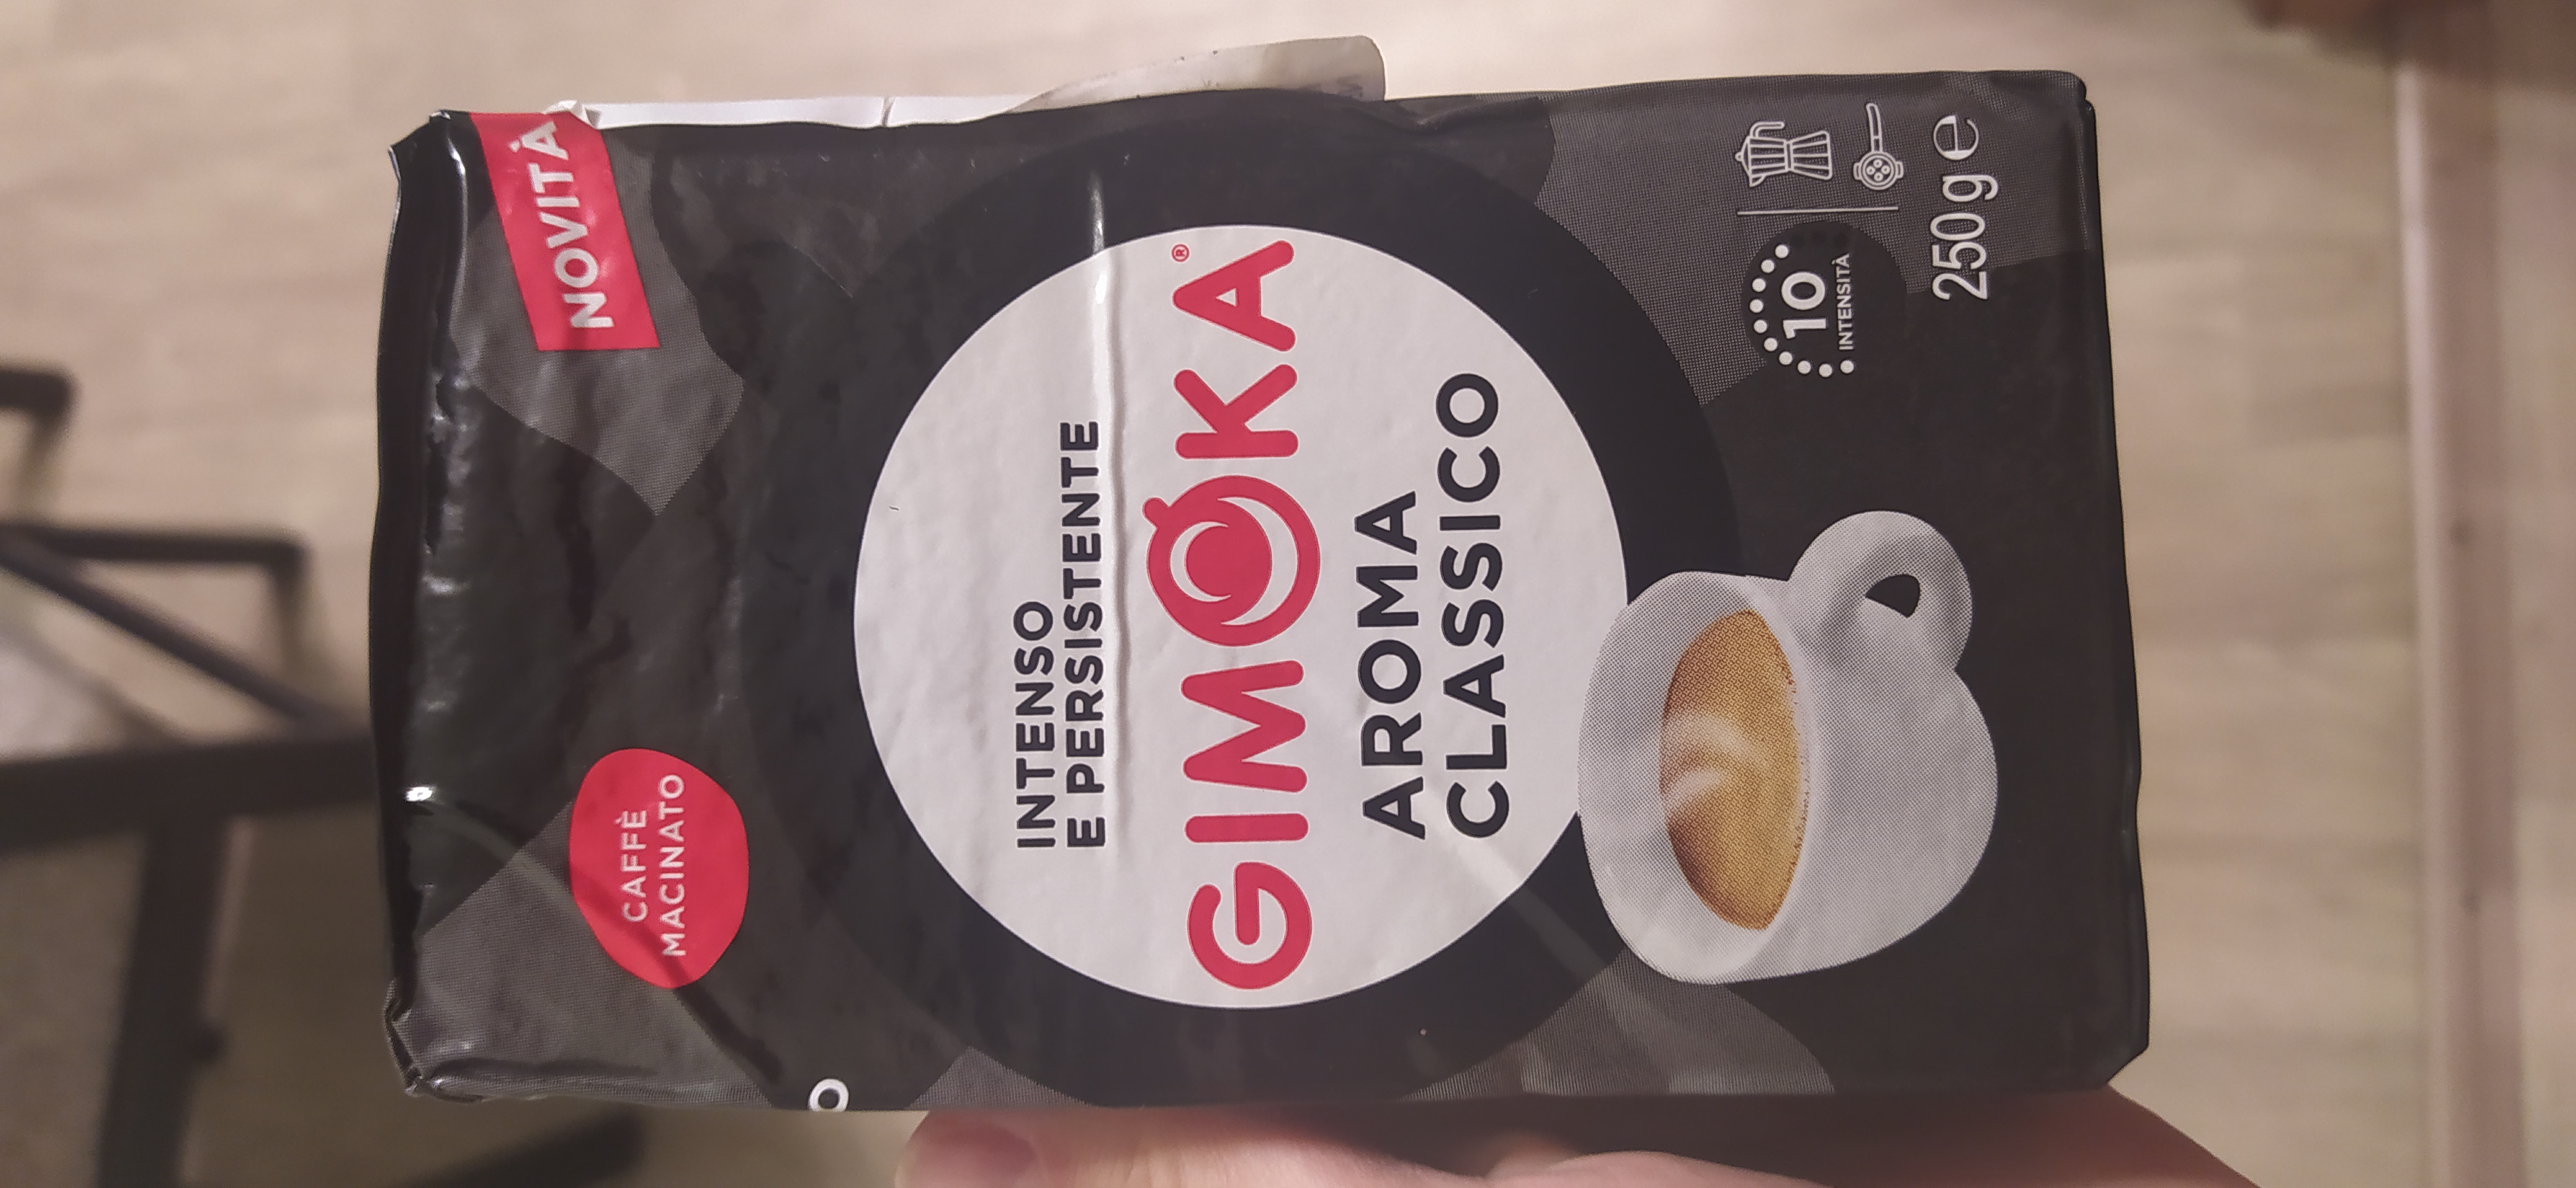 NOVITÀ
CAFFÈ
MACINATO
INTENSO
E PERSISTENTE
GIMOKA®
AROMA
CLASSICO
10
INTENSITÀ
250g e
O